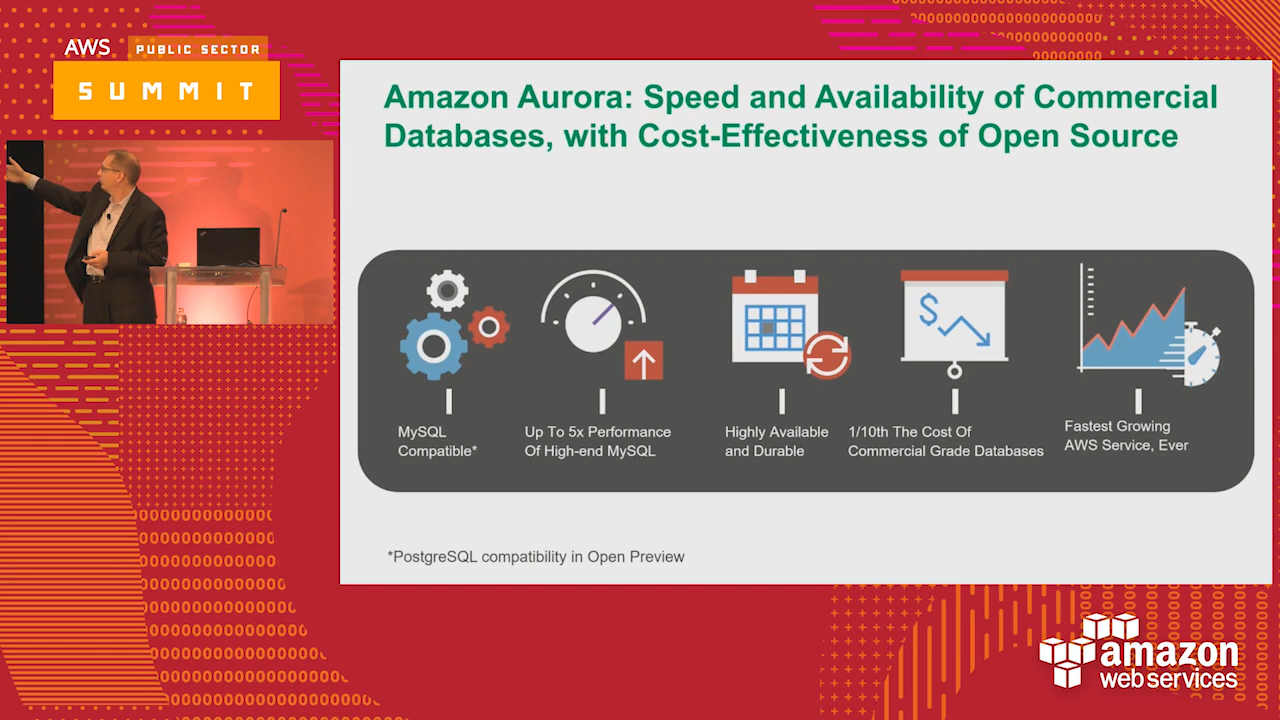 AWS PUBLIC SECTOR
SUMMIT
Amazon Aurora: Speed and Availability of Commercial
Databases, with Cost-Effectiveness of Open Source
MySQL
Compatible*
Up To 5x Performance
Of High-end MySQL
Highly Available
and Durable
1/10th The Cost Of
Commercial Grade Databases
Fastest Growing
AWS Service, Ever
*PostgreSQL compatibility in Open Preview
amazon
web services